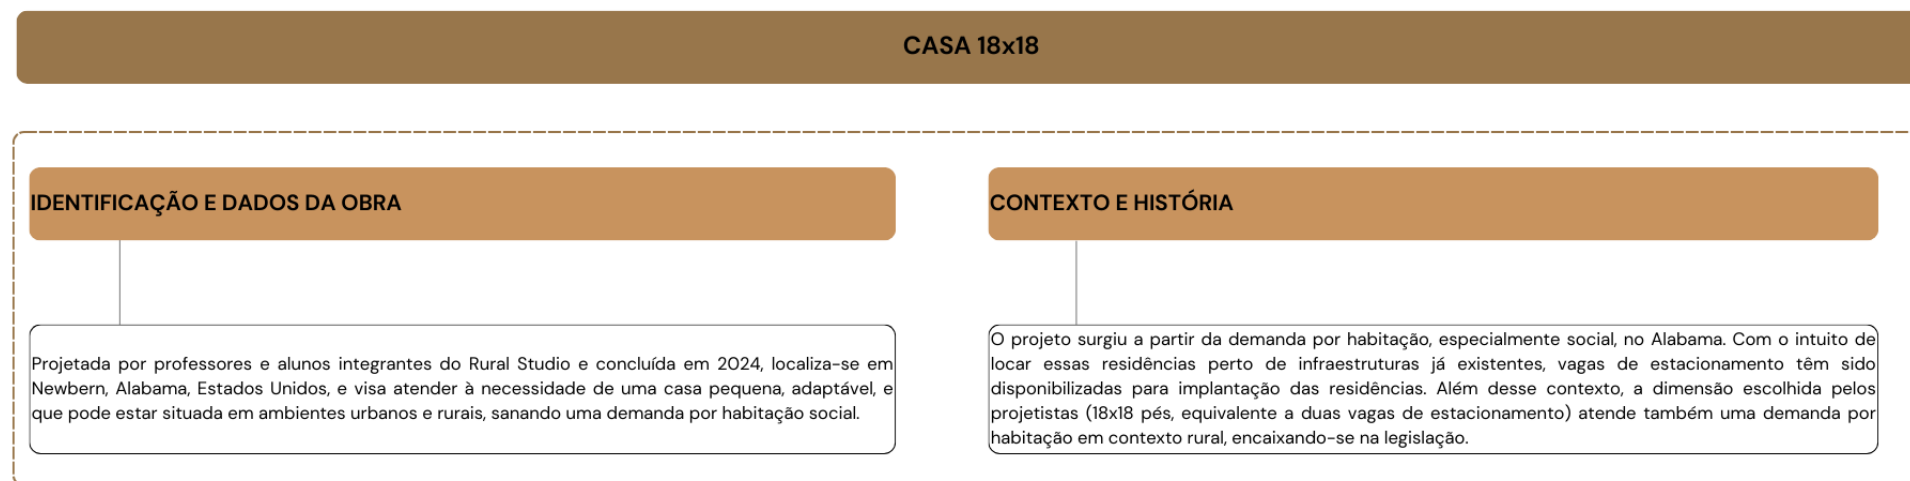 CASA 18x18
IDENTIFICAÇÃO E DADOS DA OBRA
Projetada por professores e alunos integrantes do Rural Studio e concluída em 2024, localiza-se em
Newbern, Alabama, Estados Unidos, e visa atender à necessidade de uma casa pequena, adaptável, e
que pode estar situada em ambientes urbanos e rurais, sanando uma demanda por habitação social.
CONTEXTO E HISTÓRIA
O projeto surgiu a partir da demanda por habitação, especialmente social, no Alabama. Com o intuito de
locar essas residências perto de infraestruturas já existentes, vagas de estacionamento têm sido
disponibilizadas para implantação das residências. Além desse contexto, a dimensão escolhida pelos
projetistas (18x18 pés, equivalente a duas vagas de estacionamento) atende também uma demanda por
habitação em contexto rural, encaixando-se na legislação.